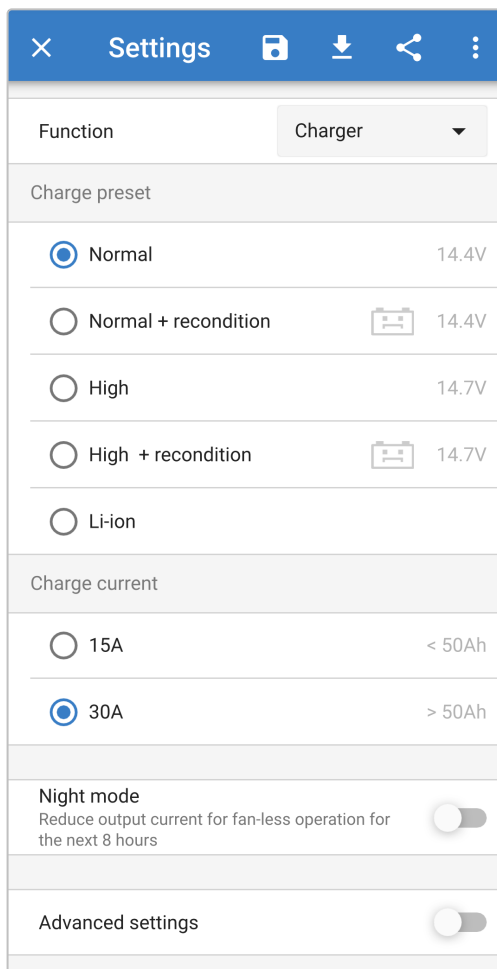 Settings
Function Charger
Charge preset
Normal 14.4V
Normal + recondition 14.4V
High 14.7V
High + recondition 14.7V
Li-ion
Charge current
15A < 50Ah
30A > 50Ah
Night mode
Reduce output current for fan-less operation for
the next 8 hours
Advanced settings